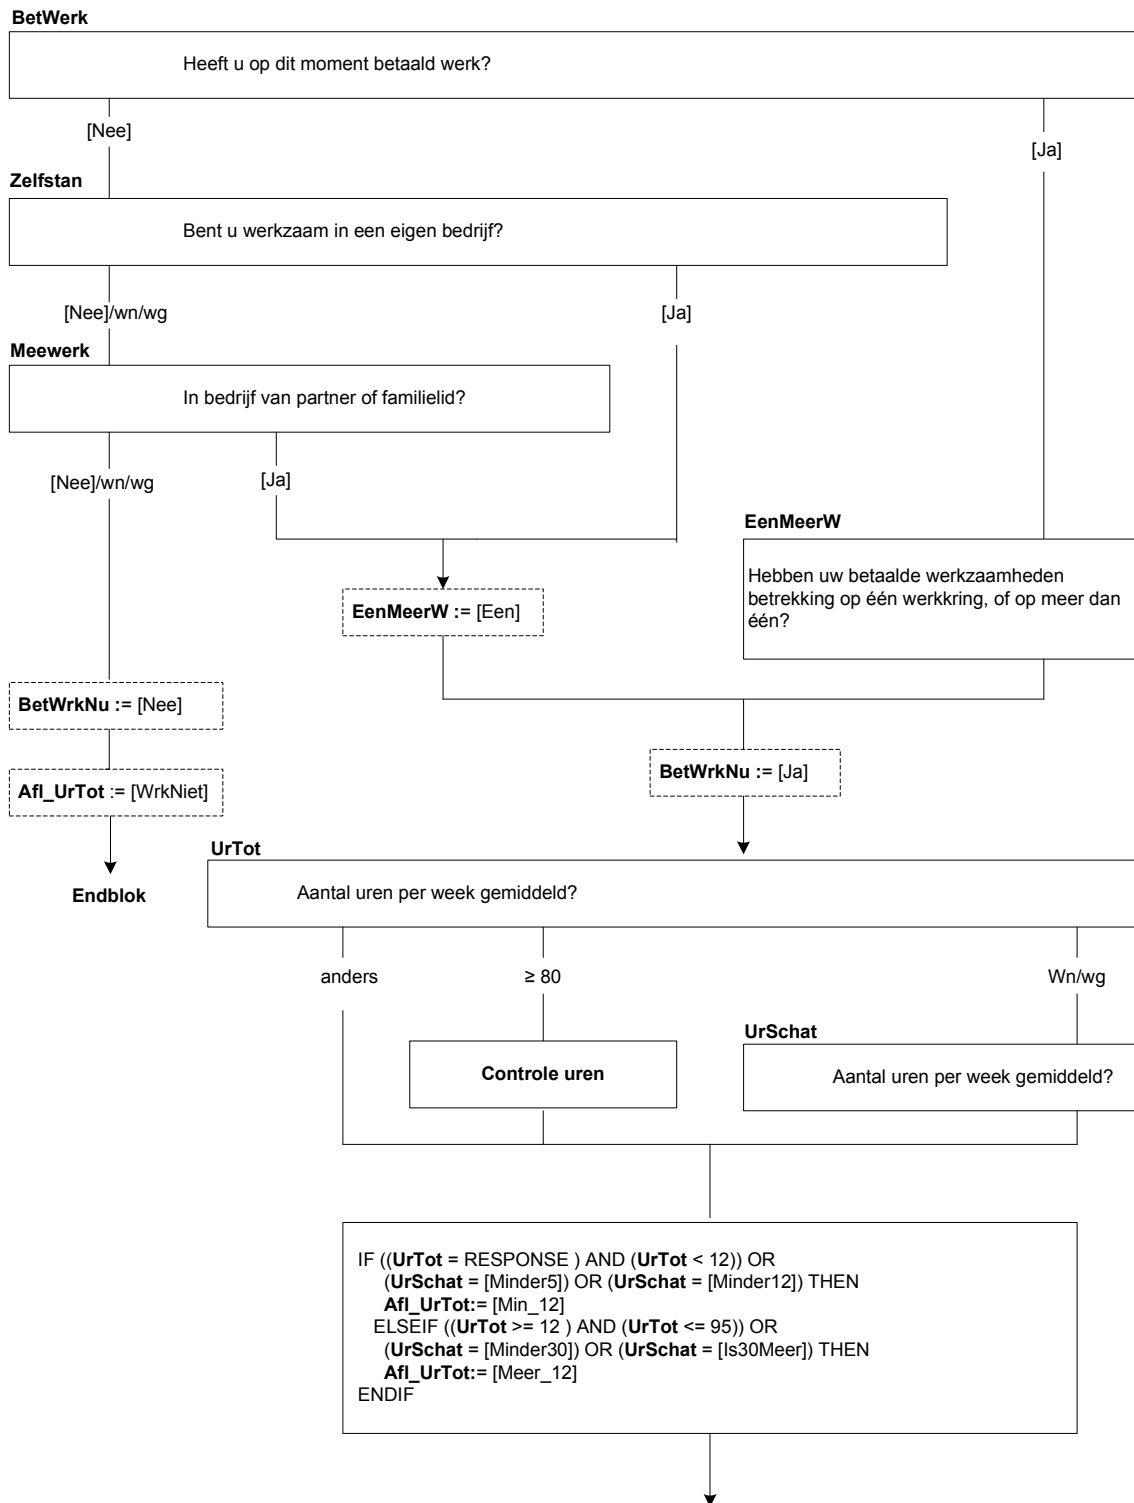 BetWerk
Heeft u op dit moment betaald werk?
[Nee]
[Ja]
Zelfstan
Bent u werkzaam in een eigen bedrijf?
[Nee]/wn/wg
[Ja]
Meewerk
In bedrijf van partner of familielid?
[Nee]/wn/wg
[Ja]
EenMeerW
Hebben uw betaalde werkzaamheden
betrekking op één werkkring, of op meer dan
één?
EenMeerW := [Een]
BetWrkNu := [Nee]
BetWrkNu := [Ja]
Afl_UrTot := [WrkNiet]
Endblok
UrTot
Aantal uren per week gemiddeld?
anders
≥ 80
Wn/wg
UrSchat
Controle uren
Aantal uren per week gemiddeld?
IF ((UrTot = RESPONSE ) AND (UrTot < 12)) OR
(UrSchat = [Minder5]) OR (UrSchat = [Minder12]) THEN
Afl_UrTot:= [Min_12]
ELSEIF ((UrTot >= 12 ) AND (UrTot <= 95)) OR
(UrSchat = [Minder30]) OR (UrSchat = [Is30Meer]) THEN
Afl_UrTot:= [Meer_12]
ENDIF